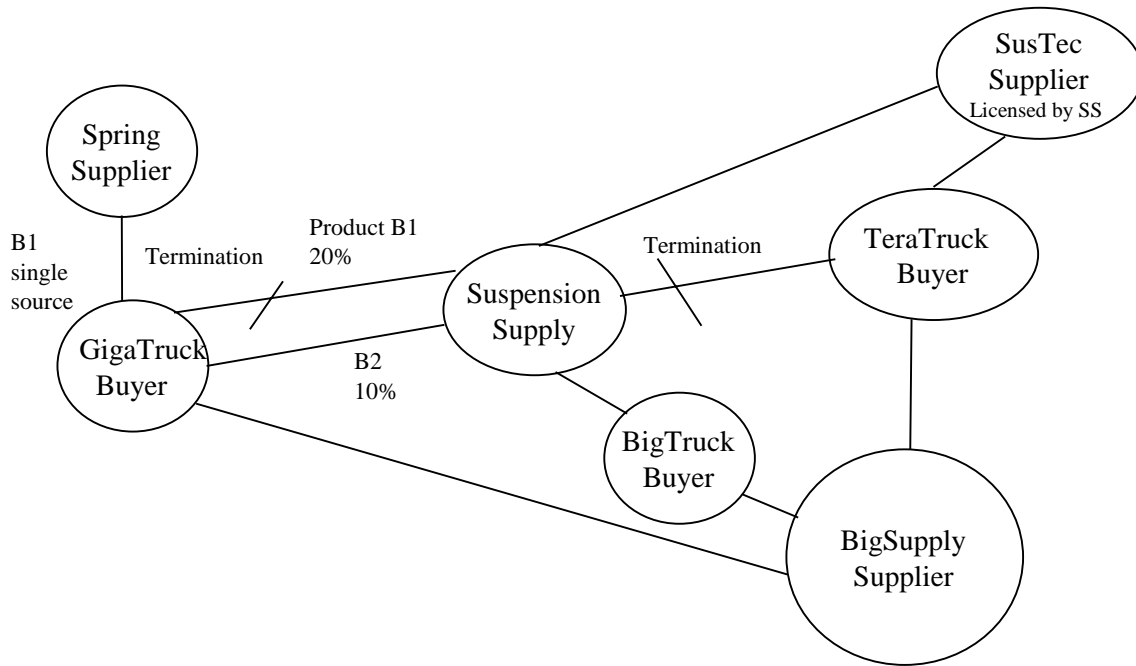 SusTec
Supplier
Licensed by SS
Spring
Supplier
B1
single
source
Termination
Product B1
20%
Termination
TeraTruck
Buyer
Suspension
Supply
GigaTruck
Buyer
B2
10%
BigTruck
Buyer
BigSupply
Supplier